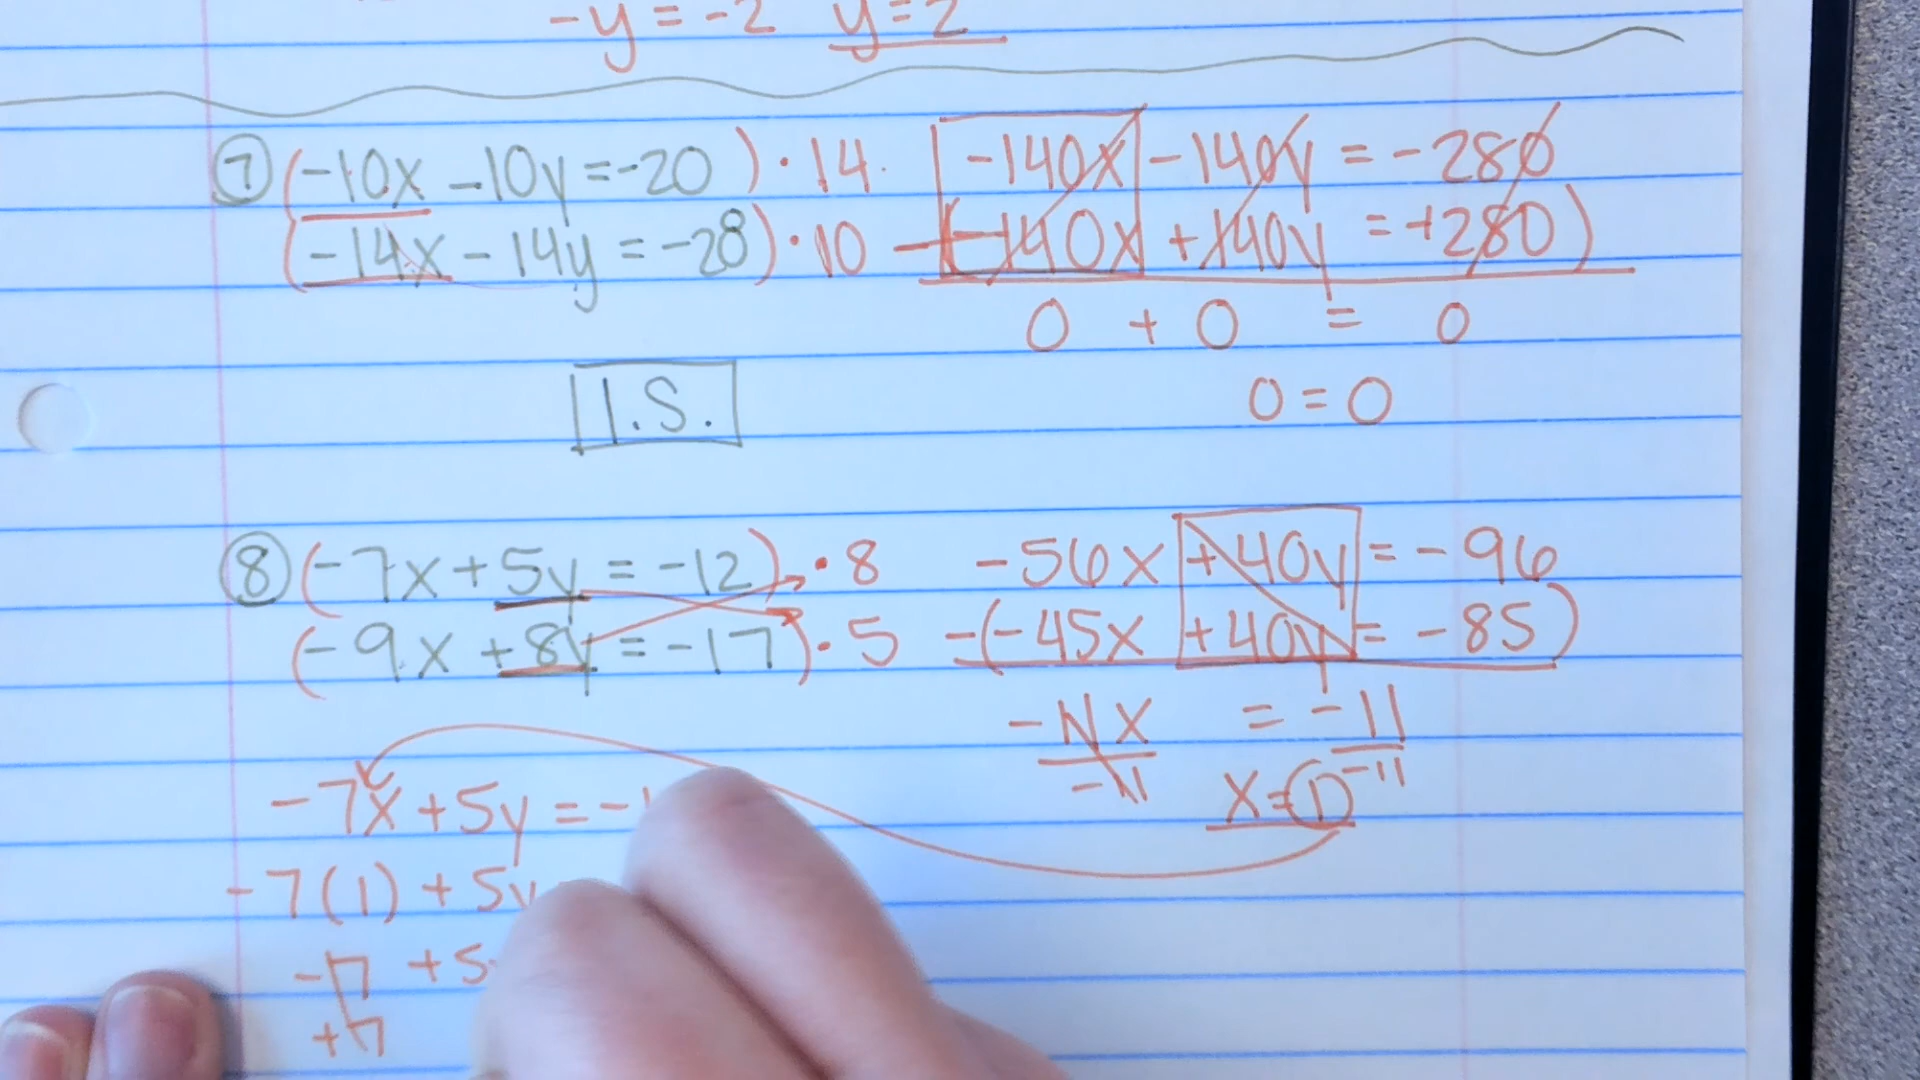 -y = -2 y = 2
⑦ (-10x - 10y = -20) · 14 -140x - 140y = -280
(-14x - 14y = -28) · 10 -(-140x + 140y = +280)
0 + 0 = 0
I.S. 0 = 0
⑧ (-7x + 5y = -12) · 8 -56x + 40y = -96
(-9x + 8y = -17) · 5 -(-45x + 40y = -85)
-11x = -11
-11 -11
x = 1
-7x + 5y = -1
-7(1) + 5y
-7 + 5
+7